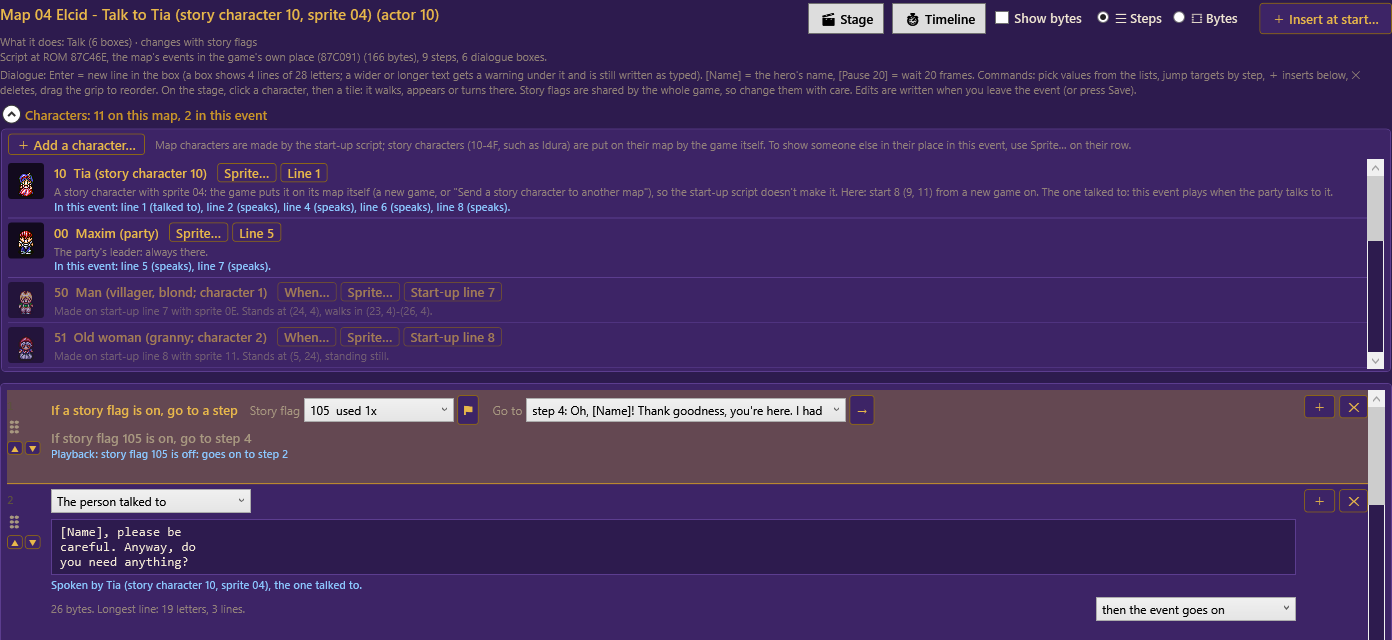 Map 04 Elcid - Talk to Tia (story character 10, sprite 04) (actor 10)
Stage
Timeline
Show bytes
Steps
Bytes
+ Insert at start...
What it does: Talk (6 boxes) · changes with story flags
Script at ROM 87C46E, the map's events in the game's own place (87C091) (166 bytes), 9 steps, 6 dialogue boxes.
Dialogue: Enter = new line in the box (a box shows 4 lines of 28 letters; a wider or longer text gets a warning under it and is still written as typed). [Name] = the hero's name, [Pause 20] = wait 20 frames. Commands: pick values from the lists, jump targets by step, + inserts below, ×
deletes, drag the grip to reorder. On the stage, click a character, then a tile: it walks, appears or turns there. Story flags are shared by the whole game, so change them with care. Edits are written when you leave the event (or press Save).
Characters: 11 on this map, 2 in this event
+ Add a character...
Map characters are made by the start-up script; story characters (10-4F, such as Idura) are put on their map by the game itself. To show someone else in their place in this event, use Sprite... on their row.
10 Tia (story character 10)
Sprite...
Line 1
A story character with sprite 04: the game puts it on its map itself (a new game, or "Send a story character to another map"), so the start-up script doesn't make it. Here: start 8 (9, 11) from a new game on. The one talked to: this event plays when the party talks to it.
In this event: line 1 (talked to), line 2 (speaks), line 4 (speaks), line 6 (speaks), line 8 (speaks).
00 Maxim (party)
Sprite...
Line 5
The party's leader: always there.
In this event: line 5 (speaks), line 7 (speaks).
50 Man (villager, blond; character 1)
When...
Sprite...
Start-up line 7
Made on start-up line 7 with sprite 0E. Stands at (24, 4), walks in (23, 4)-(26, 4).
51 Old woman (granny; character 2)
When...
Sprite...
Start-up line 8
Made on start-up line 8 with sprite 11. Stands at (5, 24), standing still.
If a story flag is on, go to a step
Story flag
105 used 1x
Go to
step 4: Oh, [Name]! Thank goodness, you're here. I had
→
If story flag 105 is on, go to step 4
Playback: story flag 105 is off: goes on to step 2
2
The person talked to
[Name], please be
careful. Anyway, do
you need anything?
Spoken by Tia (story character 10, sprite 04), the one talked to.
26 bytes. Longest line: 19 letters, 3 lines.
then the event goes on